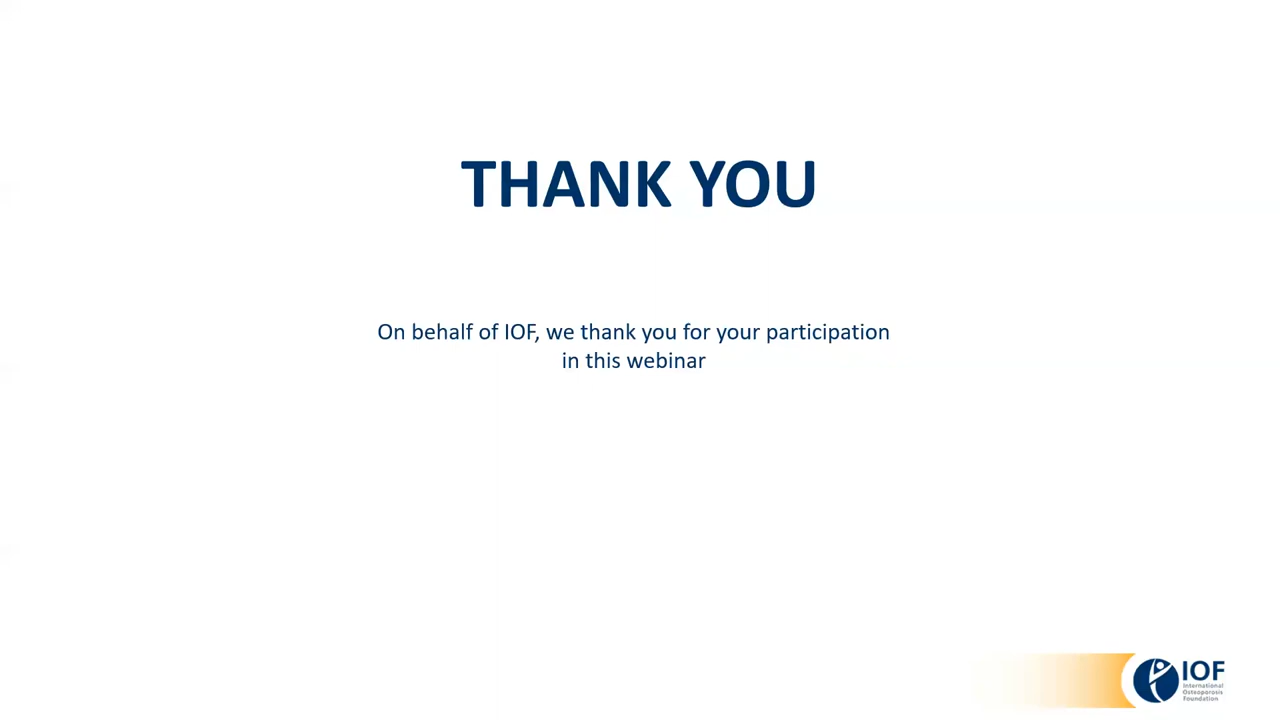 THANK YOU
On behalf of IOF, we thank you for your participation
in this webinar
IOF
International
Osteoporosis
Foundation